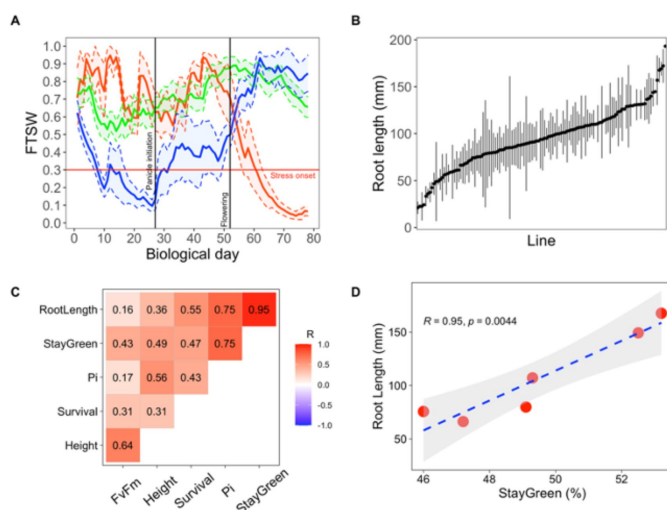 A
FTSW
1.0
0.9
0.8
0.7
0.6
0.5
0.4
0.3
0.2
0.1
0.0
Panicle initiation
Flowering
Stress onset
0 10 20 30 40 50 60 70 80
Biological day
B
Root length (mm)
200
150
100
50
0
Line
C
RootLength 0.16 0.36 0.55 0.75 0.95
StayGreen 0.43 0.49 0.47 0.75
Pi 0.17 0.56 0.43
Survival 0.31 0.31
Height 0.64
FvFm Height Survival Pi StayGreen
R
1.0
0.5
0.0
-0.5
-1.0
D
R = 0.95, p = 0.0044
Root Length (mm)
150
100
50
46 48 50 52
StayGreen (%)